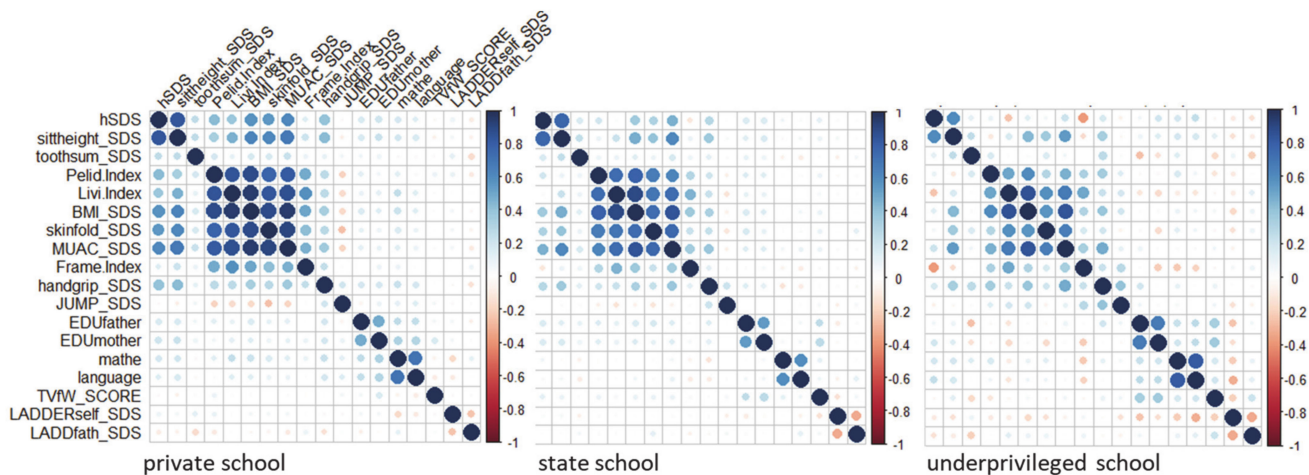 hSDS
sittheight_SDS
toothsum_SDS
Pelid.Index
Livi.Index
BMI_SDS
skinfold_SDS
MUAC_SDS
Frame.Index
handgrip_SDS
JUMP_SDS
EDUfather
EDUmother
mathe
language
TVfW_SCORE
LADDERself_SDS
LADDfath_SDS
hSDS
sittheight_SDS
toothsum_SDS
Pelid.Index
Livi.Index
BMI_SDS
skinfold_SDS
MUAC_SDS
Frame.Index
handgrip_SDS
JUMP_SDS
EDUfather
EDUmother
mathe
language
TVfW_SCORE
LADDERself_SDS
LADDfath_SDS
1
0.8
0.6
0.4
0.2
0
-0.2
-0.4
-0.6
-0.8
-1
1
0.8
0.6
0.4
0.2
0
-0.2
-0.4
-0.6
-0.8
-1
1
0.8
0.6
0.4
0.2
0
-0.2
-0.4
-0.6
-0.8
-1
private school
state school
underprivileged school